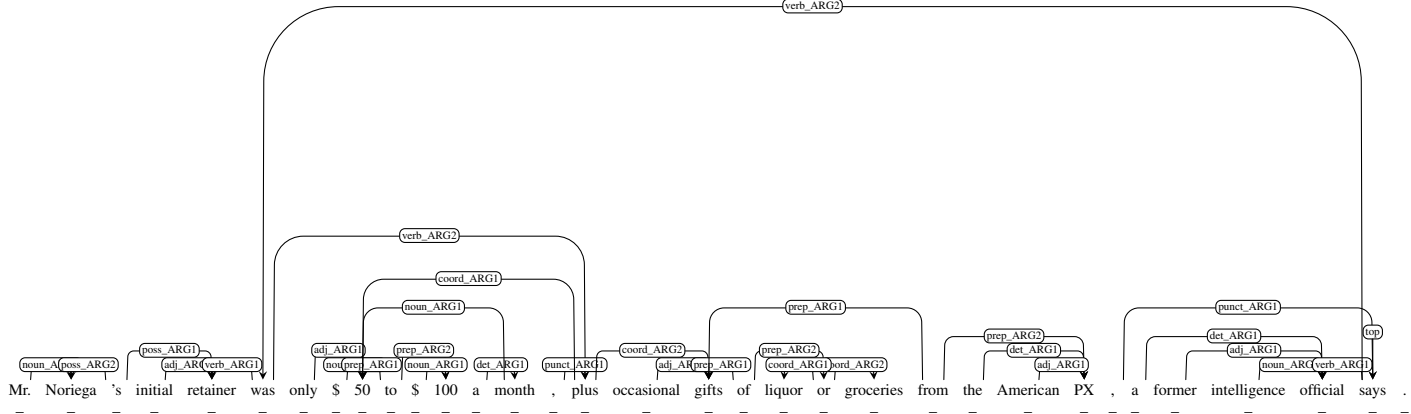 verb_ARG2
verb_ARG2
coord_ARG1
noun_ARG1 prep_ARG1 punct_ARG1
top
prep_ARG2 det_ARG1
poss_ARG1 adj_ARG1 prep_ARG2 coord_ARG2 prep_ARG2 det_ARG1 adj_ARG1
noun_A poss_ARG2 adj_ARG verb_ARG1 prep_ARG1 noun_ARG1 det_ARG1 punct_ARG1 prep_ARG1 coord_ARG1 adj_ARG1 verb_ARG1
Mr. Noriega 's initial retainer was only $ 50 to $ 100 a month , plus occasional gifts of liquor or groceries from the American PX , a former intelligence official says .
_ _ _ _ _ _ _ _ _ _ _ _ _ _ _ _ _ _ _ _ _ _ _ _ _ _ _ _ _ _ _ _ _ _